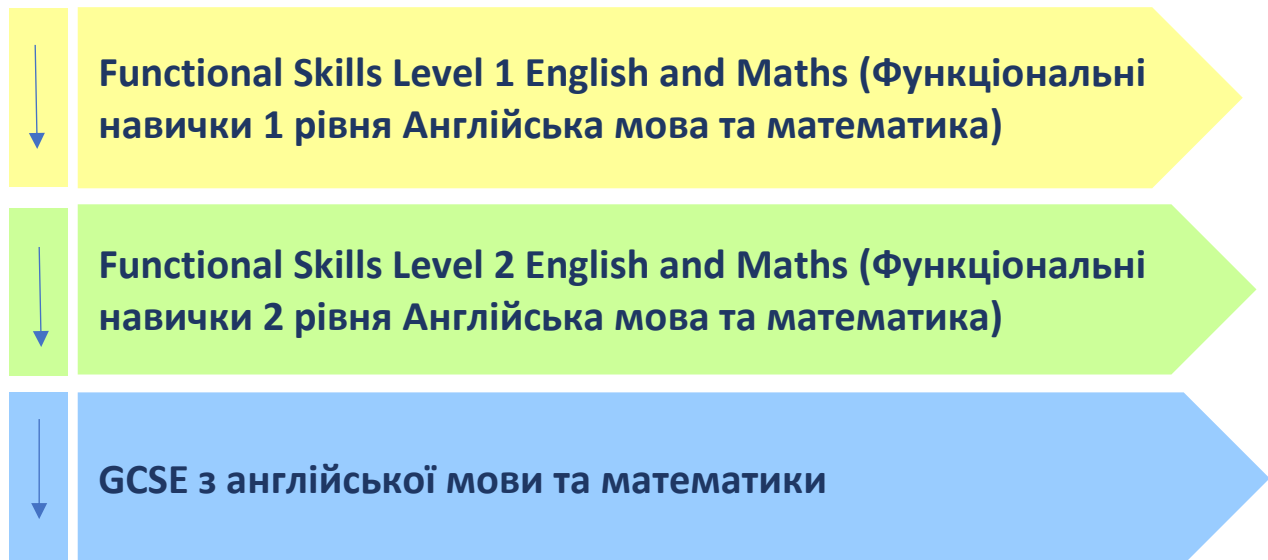 Functional Skills Level 1 English and Maths (Функціональні
навички 1 рівня Англійська мова та математика)
Functional Skills Level 2 English and Maths (Функціональні
навички 2 рівня Англійська мова та математика)
GCSE з англійської мови та математики